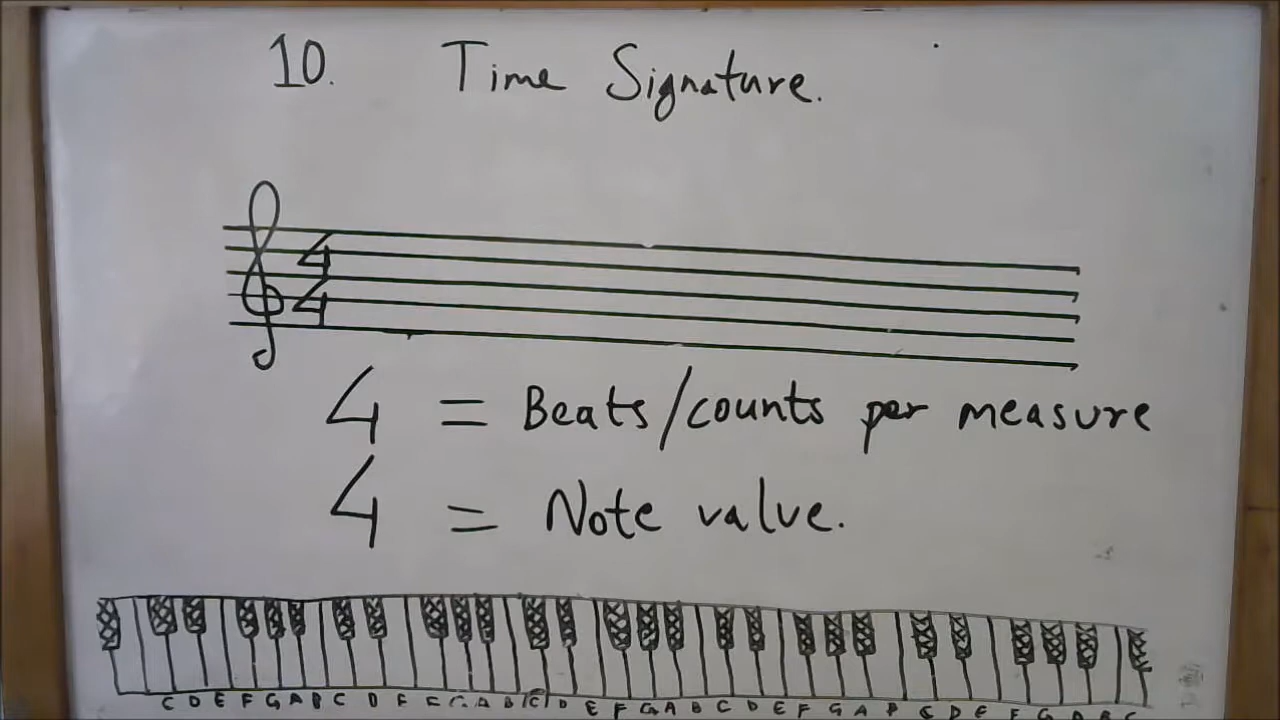 10. Time Signature.
4
4
4 = Beats/counts per measure
4 = Note value.
C D E F G A B C D E F G A B C D E F G A B C D E F G A B C D E F G A B C